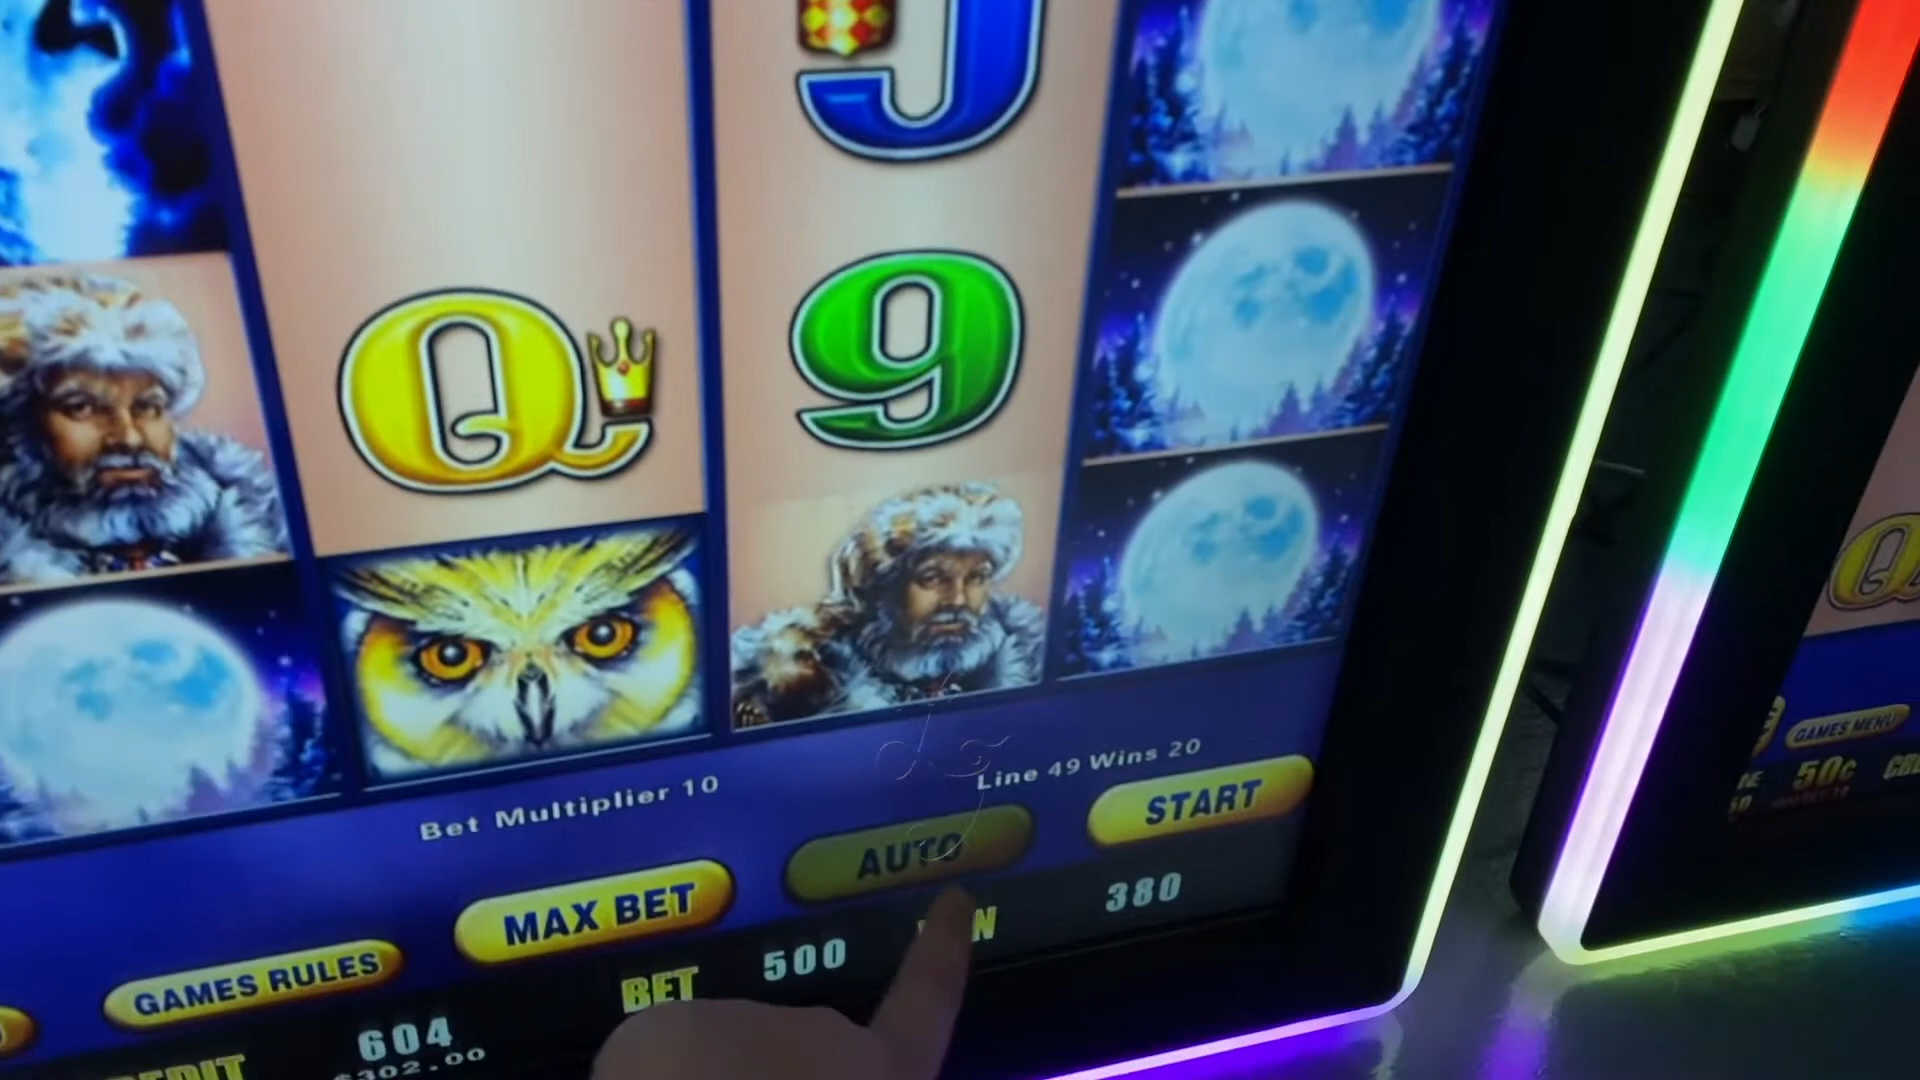 J
9
Q
Bet Multiplier 10
Line 49 Wins 20
GAMES RULES
MAX BET
AUTO
START
604
$302.00
BET
500
380
Q
GAMES MENU
50¢